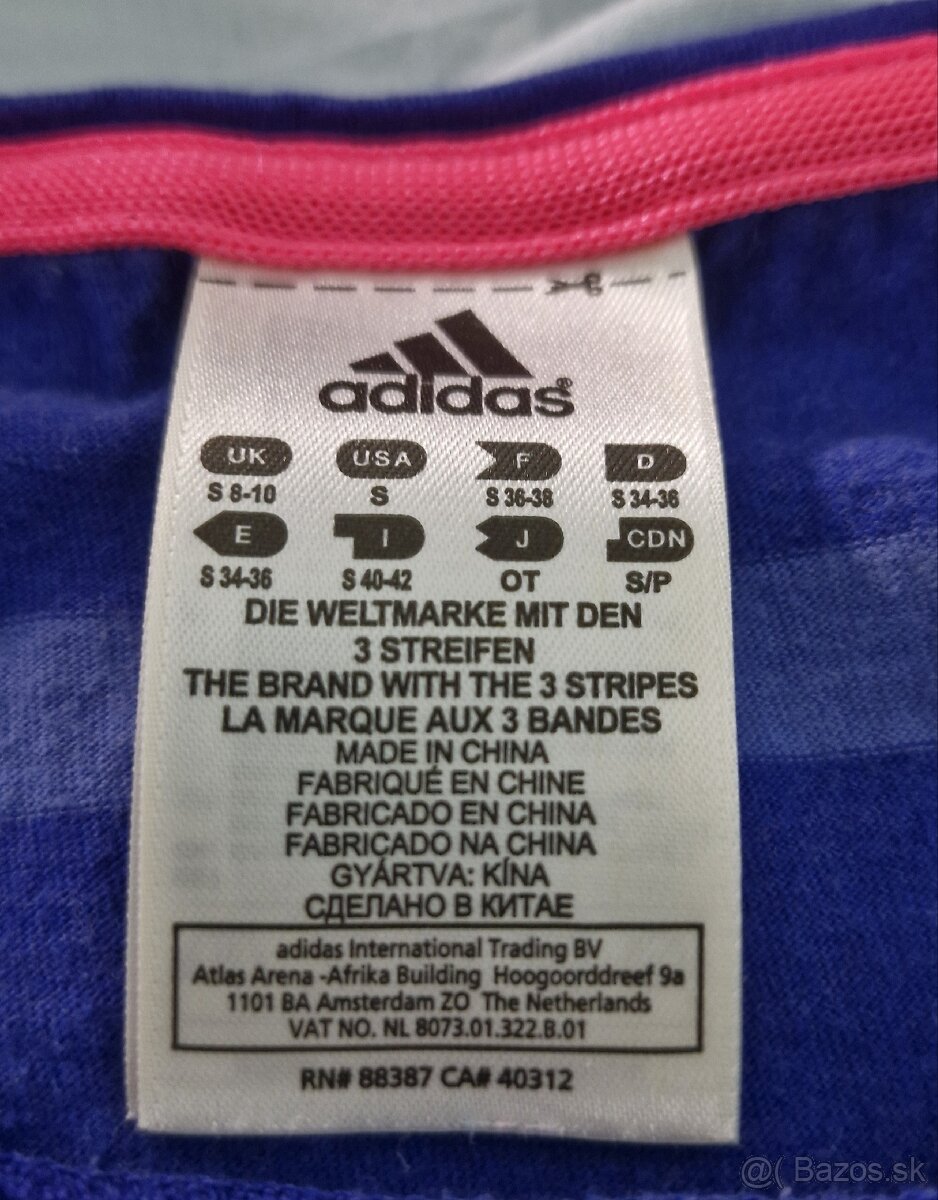 adidas®
UK USA F D
S 8-10 S S 36-38 S 34-36
E I J CDN
S 34-36 S 40-42 OT S/P
DIE WELTMARKE MIT DEN
3 STREIFEN
THE BRAND WITH THE 3 STRIPES
LA MARQUE AUX 3 BANDES
MADE IN CHINA
FABRIQUÉ EN CHINE
FABRICADO EN CHINA
FABRICADO NA CHINA
GYÁRTVA: KÍNA
СДЕЛАНО В КИТАЕ
adidas International Trading BV
Atlas Arena -Afrika Building Hoogoorddreef 9a
1101 BA Amsterdam ZO The Netherlands
VAT NO. NL 8073.01.322.B.01
RN# 88387 CA# 40312
@( Bazos.sk